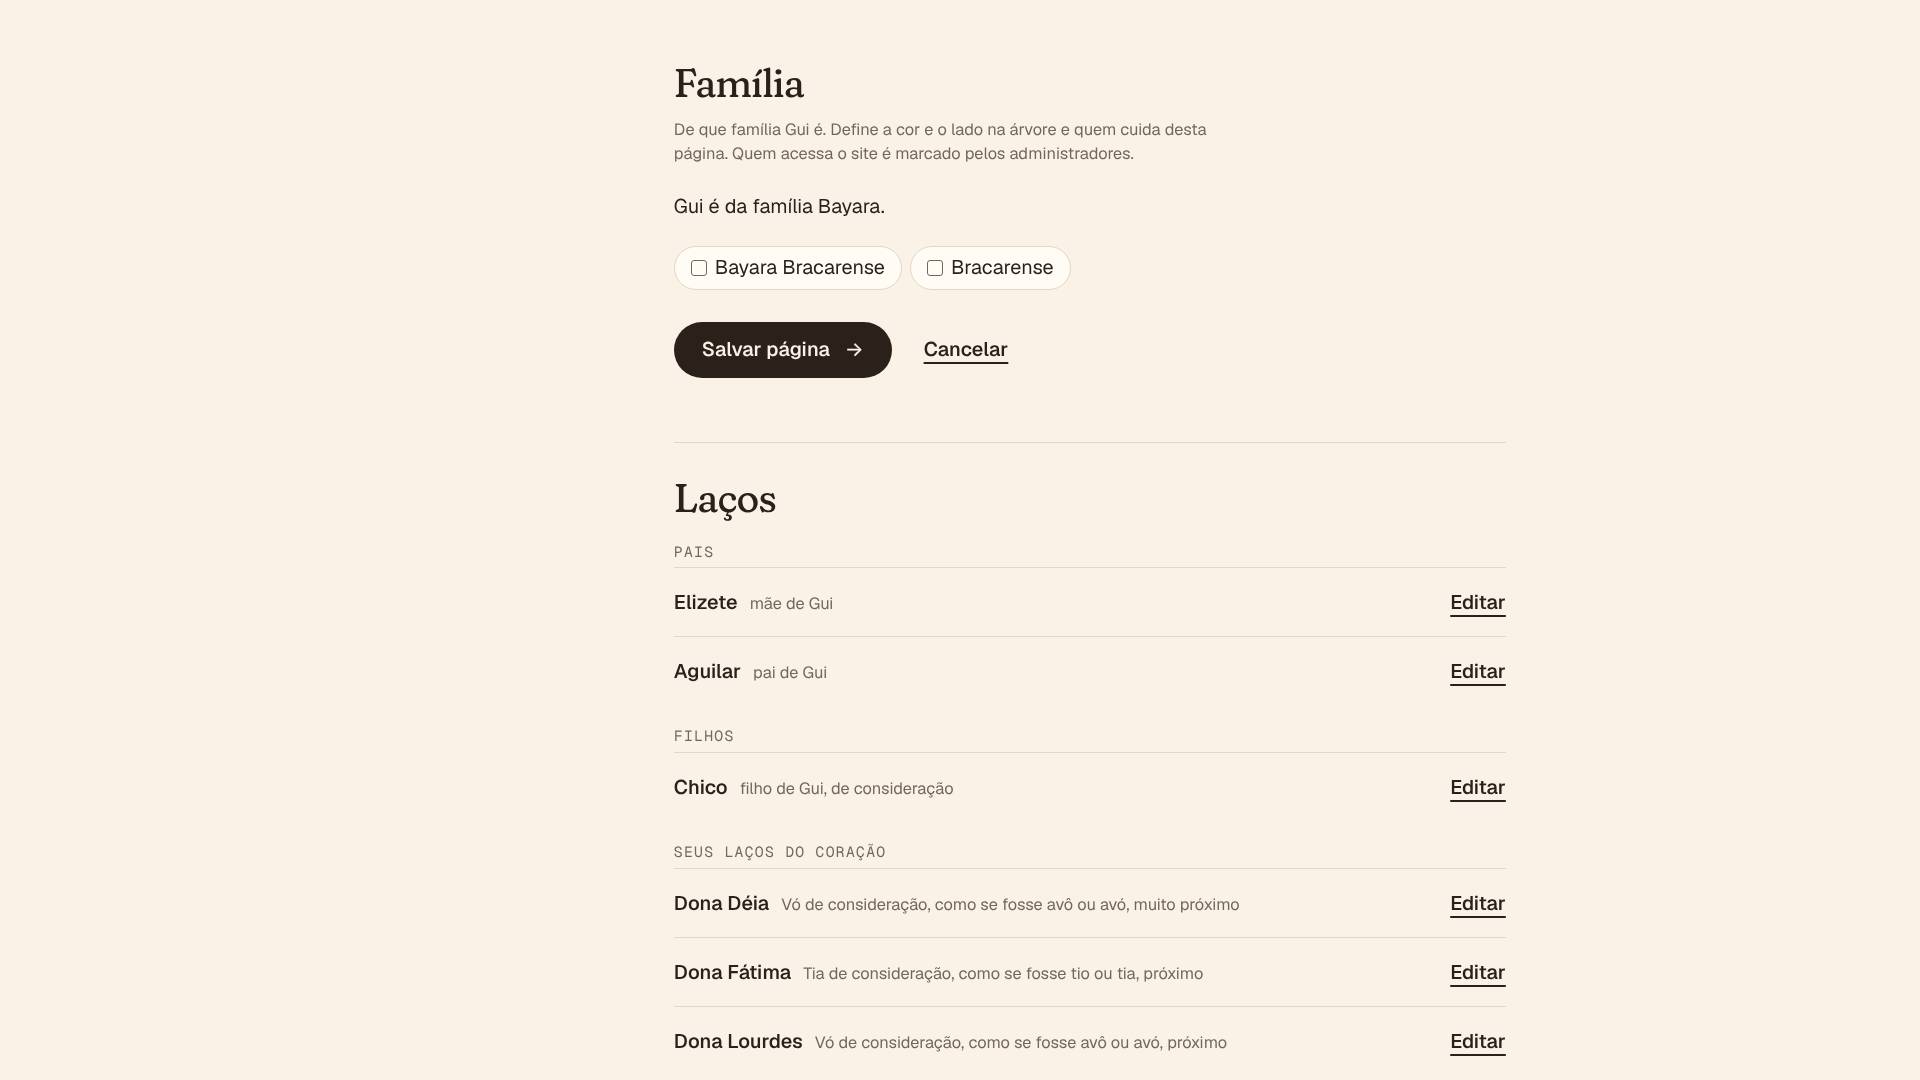 Família
De que família Gui é. Define a cor e o lado na árvore e quem cuida desta
página. Quem acessa o site é marcado pelos administradores.
Gui é da família Bayara.
Bayara Bracarense Bracarense
Salvar página → Cancelar
Laços
PAIS
Elizete mãe de Gui Editar
Aguilar pai de Gui Editar
FILHOS
Chico filho de Gui, de consideração Editar
SEUS LAÇOS DO CORAÇÃO
Dona Déia Vó de consideração, como se fosse avô ou avó, muito próximo Editar
Dona Fátima Tia de consideração, como se fosse tio ou tia, próximo Editar
Dona Lourdes Vó de consideração, como se fosse avô ou avó, próximo Editar